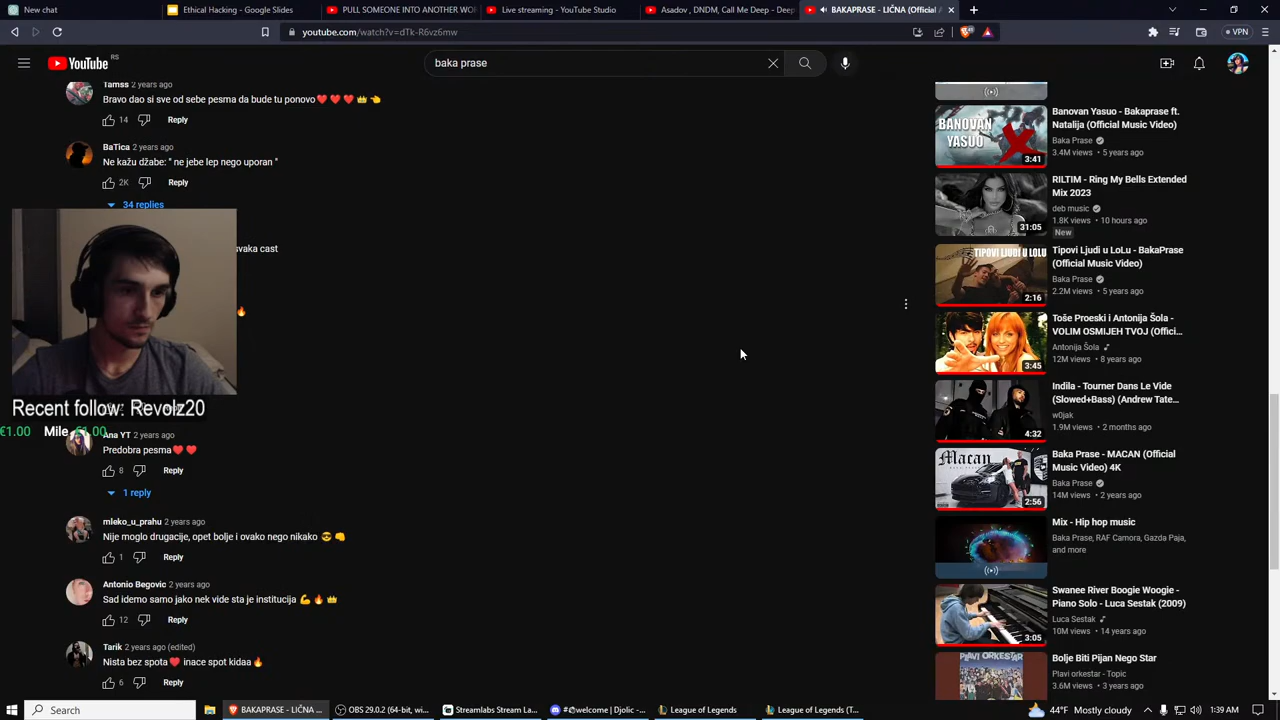 New chat
Ethical Hacking - Google Slides
PULL SOMEONE INTO ANOTHER WOR
Live streaming - YouTube Studio
Asadov , DNDM, Call Me Deep - Deep
BAKAPRASE - LIČNA (Official A
youtube.com/watch?v=dTk-R6vz6mw
VPN
YouTube RS
baka prase
Tamss 2 years ago
Bravo dao si sve od sebe pesma da bude tu ponovo❤️❤️❤️👑👈
14 Reply
BaTica 2 years ago
Ne kažu džabe: " ne jebe lep nego uporan "
2K Reply
34 replies
svaka cast
🔥
Recent follow: Revolz20
€1.00 Mile €1.00
Ana YT 2 years ago
Predobra pesma❤️❤️
8 Reply
1 reply
mleko_u_prahu 2 years ago
Nije moglo drugacije, opet bolje i ovako nego nikako 😎👊
1 Reply
Antonio Begovic 2 years ago
Sad idemo samo jako nek vide sta je institucija 💪🔥👑
12 Reply
Tarik 2 years ago (edited)
Nista bez spota❤️ inace spot kidaa🔥
6 Reply
BANOVAN
YASUO
3:41
Banovan Yasuo - Bakaprase ft.
Natalija (Official Music Video)
Baka Prase
3.4M views • 5 years ago
31:05
RILTIM - Ring My Bells Extended
Mix 2023
deb music
1.8K views • 10 hours ago
New
TIPOVI LJUDI U LOLU
2:16
Tipovi Ljudi u LoLu - BakaPrase
(Official Music Video)
Baka Prase
2.2M views • 5 years ago
3:45
Toše Proeski i Antonija Šola -
VOLIM OSMIJEH TVOJ (Offici...
Antonija Šola
12M views • 8 years ago
4:32
Indila - Tourner Dans Le Vide
(Slowed+Bass) (Andrew Tate...
w0jak
1.9M views • 2 months ago
Macan
2:56
Baka Prase - MACAN (Official
Music Video) 4K
Baka Prase
14M views • 2 years ago
Mix - Hip hop music
Baka Prase, RAF Camora, Gazda Paja,
and more
3:05
Swanee River Boogie Woogie -
Piano Solo - Luca Sestak (2009)
Luca Sestak
10M views • 14 years ago
PLAVI ORKESTAR
Bolje Biti Pijan Nego Star
Plavi orkestar - Topic
3.6M views • 3 years ago
Search
BAKAPRASE - LIČNA ...
OBS 29.0.2 (64-bit, wi...
Streamlabs Stream La...
#👋welcome | Djolic -...
League of Legends
League of Legends (T...
44°F Mostly cloudy
1:39 AM